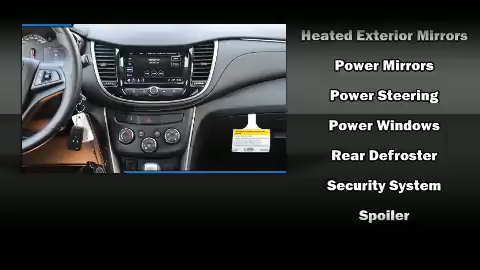 Heated Exterior Mirrors
Power Mirrors
Power Steering
Power Windows
Rear Defroster
Security System
Spoiler